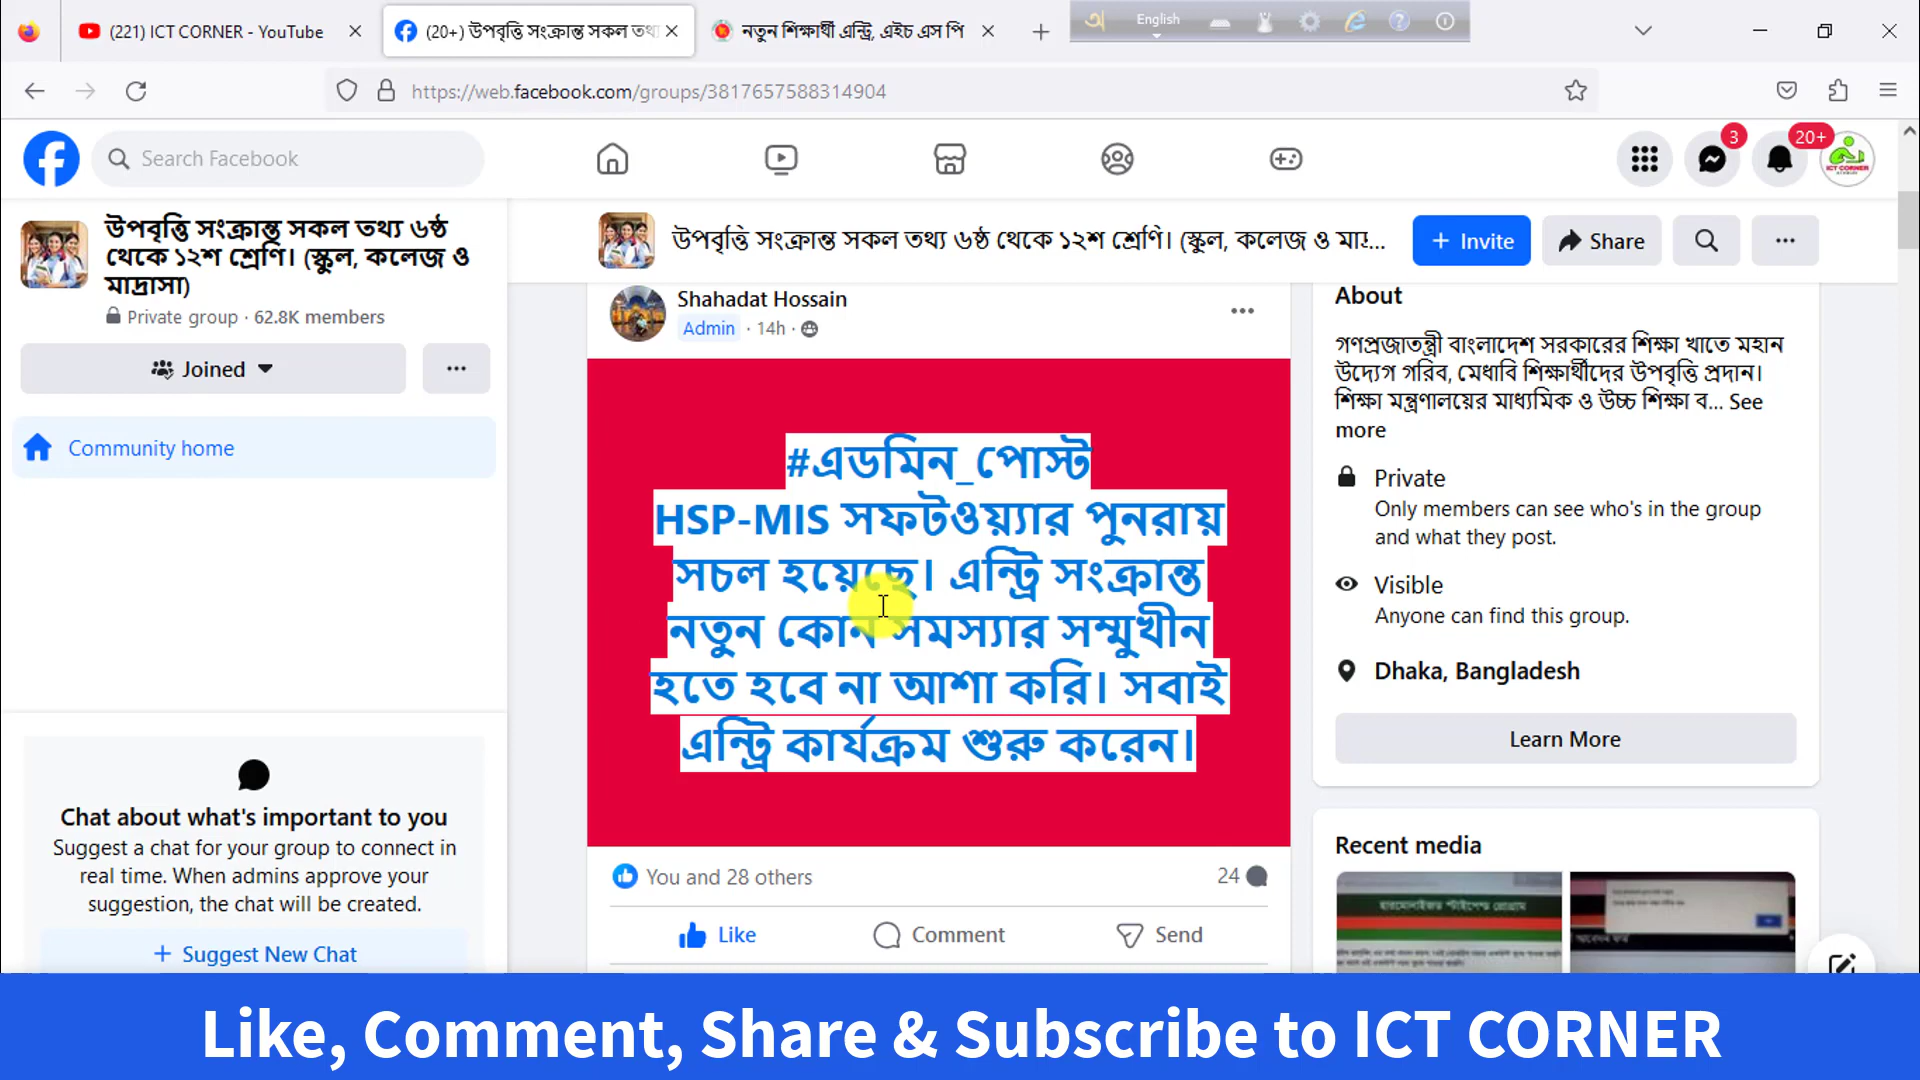 (221) ICT CORNER - YouTube
(20+) উপবৃত্তি সংক্রান্ত সকল তথ্য
নতুন শিক্ষার্থী এন্ট্রি, এইচ এস পি
English
https://web.facebook.com/groups/3817657588314904
Search Facebook
3
20+
উপবৃত্তি সংক্রান্ত সকল তথ্য ৬ষ্ঠ
থেকে ১২শ শ্রেণি। (স্কুল, কলেজ ও
মাদ্রাসা)
Private group · 62.8K members
Joined
Community home
Chat about what's important to you
Suggest a chat for your group to connect in
real time. When admins approve your
suggestion, the chat will be created.
+ Suggest New Chat
উপবৃত্তি সংক্রান্ত সকল তথ্য ৬ষ্ঠ থেকে ১২শ শ্রেণি। (স্কুল, কলেজ ও মাদ্...
+ Invite
Share
Shahadat Hossain
Admin · 14h ·
#এডমিন_পোস্ট
HSP-MIS সফটওয়্যার পুনরায়
সচল হয়েছে। এন্ট্রি সংক্রান্ত
নতুন কোন সমস্যার সম্মুখীন
হতে হবে না আশা করি। সবাই
এন্ট্রি কার্যক্রম শুরু করেন।
You and 28 others
24
Like
Comment
Send
About
গণপ্রজাতন্ত্রী বাংলাদেশ সরকারের শিক্ষা খাতে মহান
উদ্যেগ গরিব, মেধাবি শিক্ষার্থীদের উপবৃত্তি প্রদান।
শিক্ষা মন্ত্রণালয়ের মাধ্যমিক ও উচ্চ শিক্ষা ব... See
more
Private
Only members can see who's in the group
and what they post.
Visible
Anyone can find this group.
Dhaka, Bangladesh
Learn More
Recent media
হারমোনাইজড স্টাইপেন্ড প্রোগ্রাম
Like, Comment, Share & Subscribe to ICT CORNER